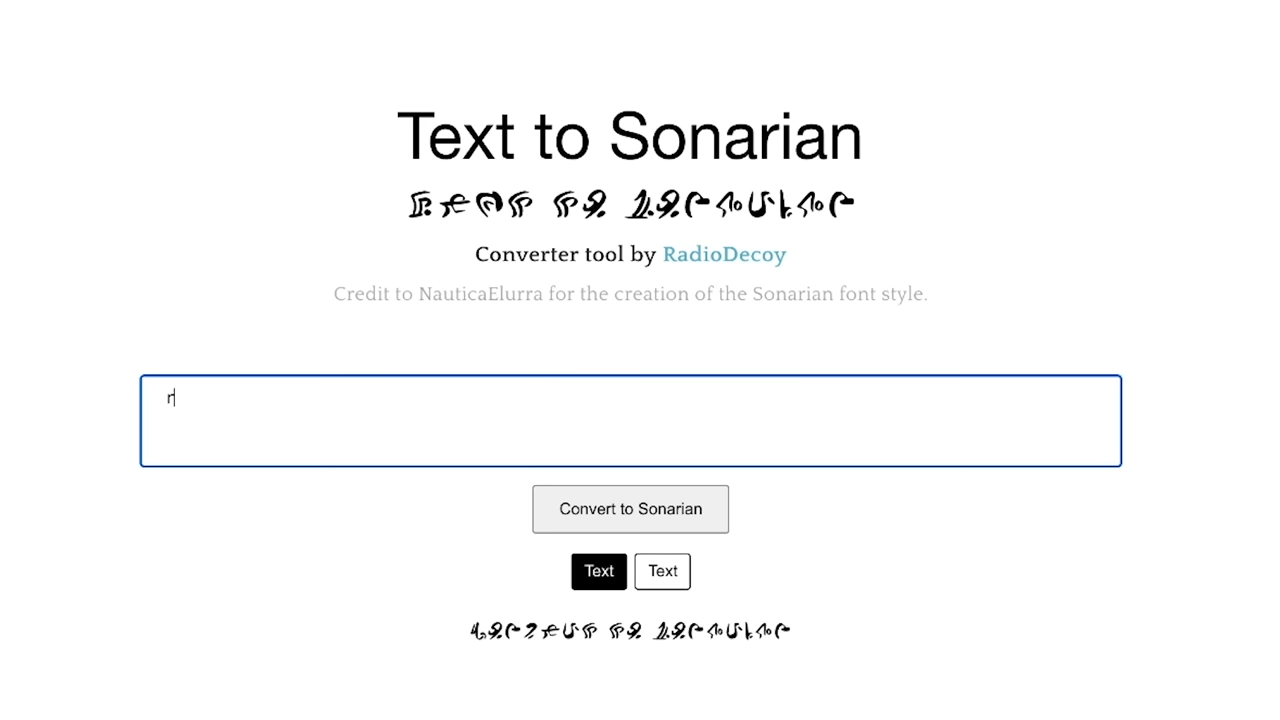 Text to Sonarian
Converter tool by RadioDecoy
Credit to NauticaElurra for the creation of the Sonarian font style.
r
Convert to Sonarian
Text Text